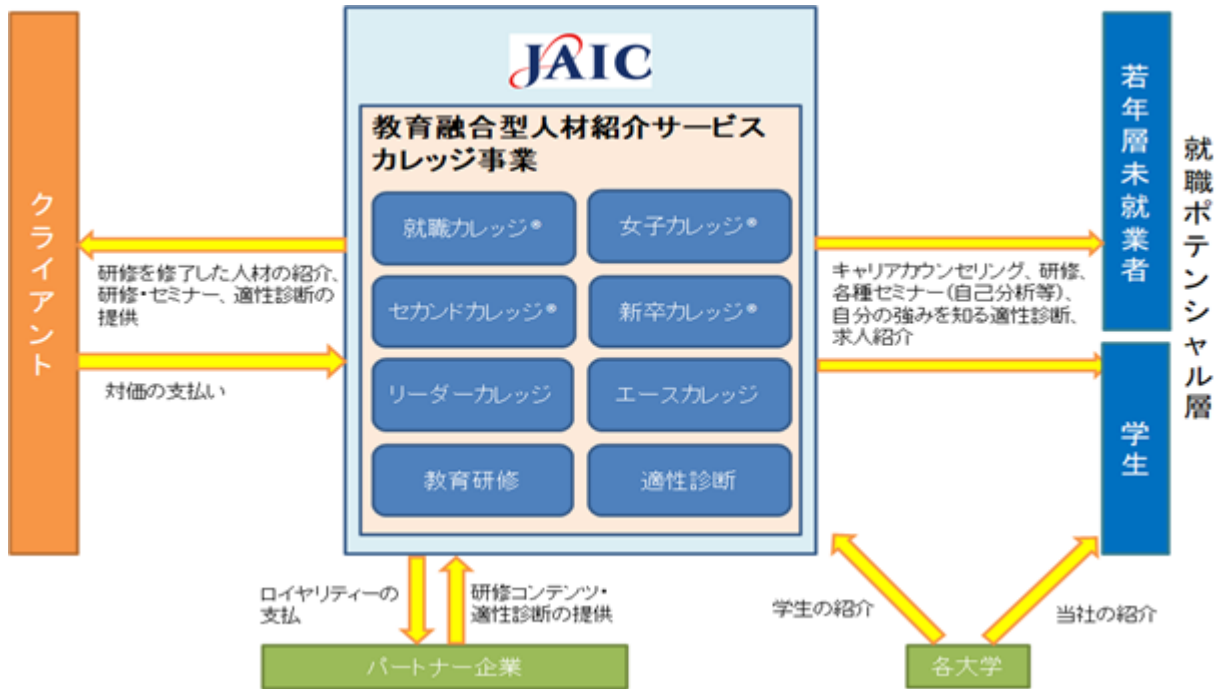 JAIC
教育融合型人材紹介サービス
カレッジ事業
就職カレッジ®
女子カレッジ®
セカンドカレッジ®
新卒カレッジ®
リーダーカレッジ
エースカレッジ
教育研修
適性診断
クライアント
研修を修了した人材の紹介、
研修・セミナー、適性診断の
提供
対価の支払い
キャリアカウンセリング、研修、
各種セミナー(自己分析等)、
自分の強みを知る適性診断、
求人紹介
若年層未就業者
学生
就職ポテンシャル層
ロイヤリティーの
支払
研修コンテンツ・
適性診断の提供
学生の紹介
当社の紹介
パートナー企業
各大学